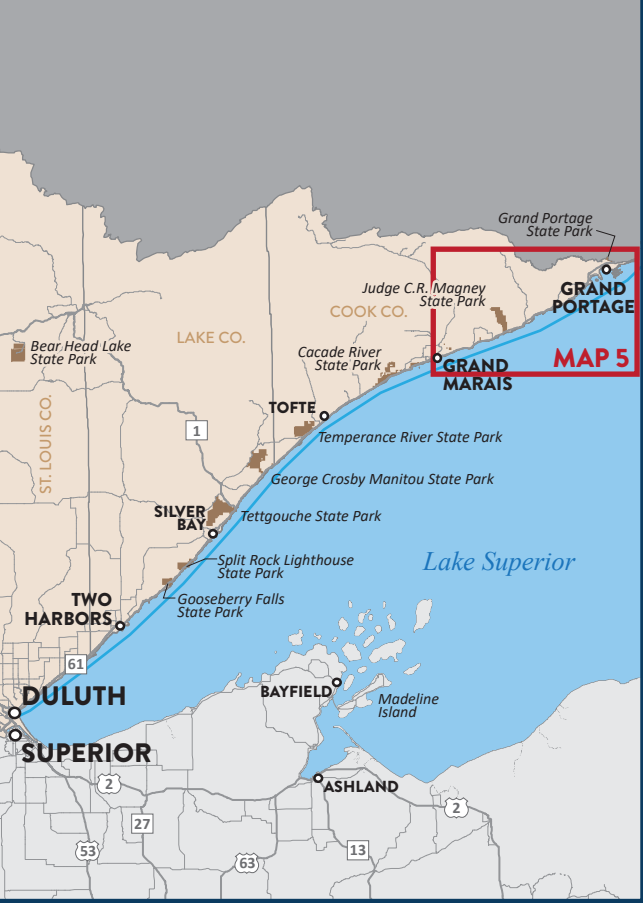 Grand Portage
State Park
GRAND
PORTAGE
Judge C.R. Magney
State Park
COOK CO.
LAKE CO.
Bear Head Lake
State Park
Cacade River
State Park
GRAND
MARAIS
MAP 5
ST. LOUIS CO.
TOFTE
1
Temperance River State Park
George Crosby Manitou State Park
SILVER
BAY
Tettgouche State Park
Split Rock Lighthouse
State Park
Lake Superior
Gooseberry Falls
State Park
TWO
HARBORS
61
DULUTH
BAYFIELD
Madeline
Island
SUPERIOR
ASHLAND
2
2
27
53
63
13